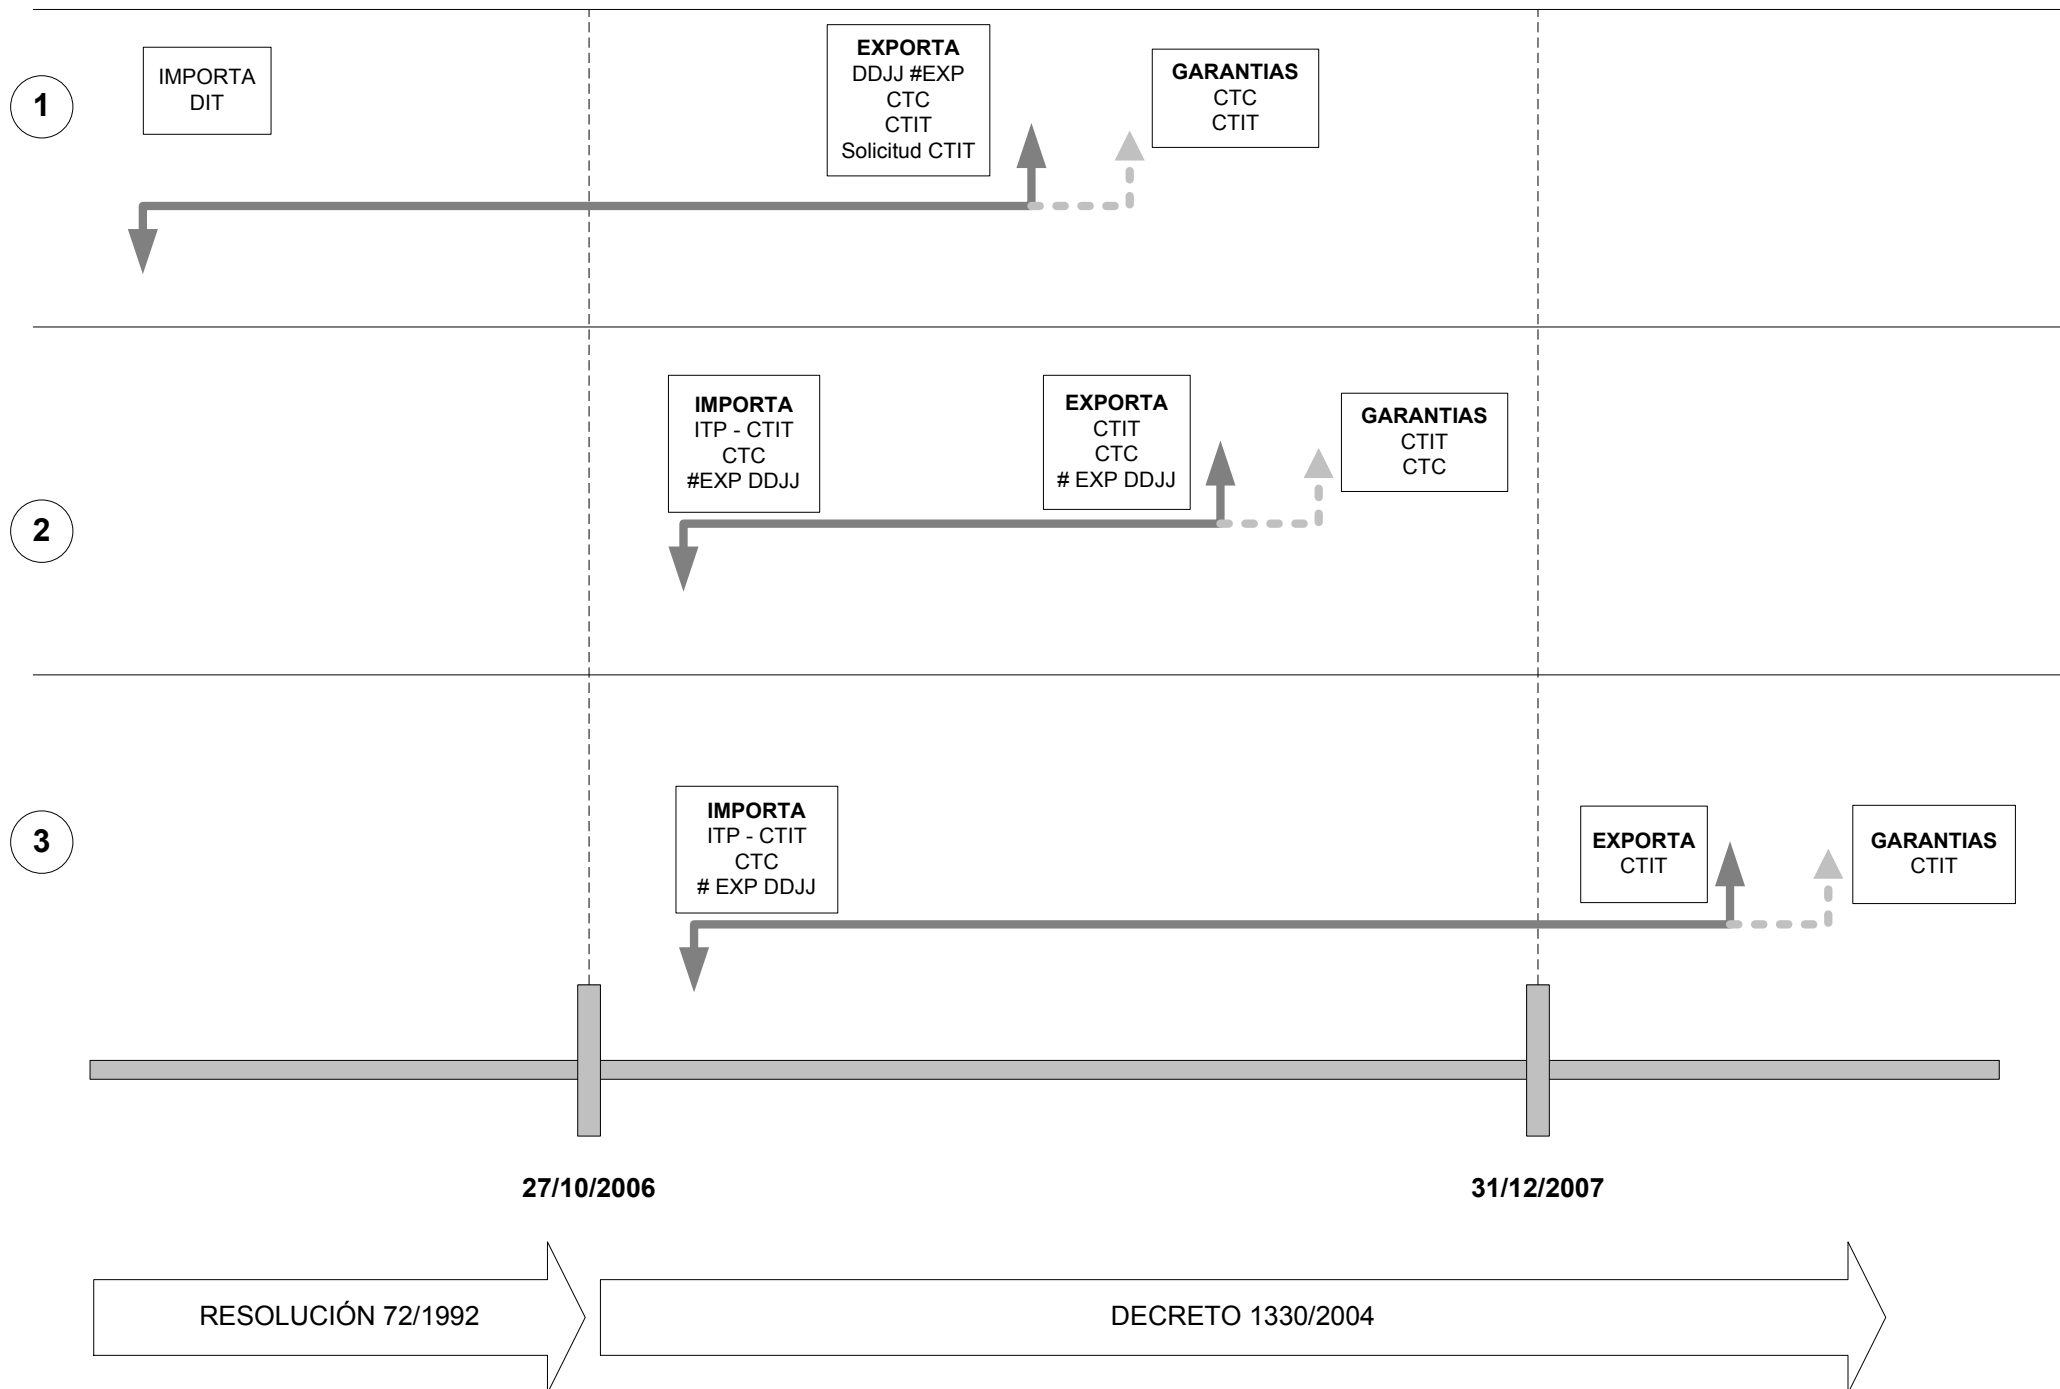 1
IMPORTA
DIT
EXPORTA
DDJJ #EXP
CTC
CTIT
Solicitud CTIT
GARANTIAS
CTC
CTIT
2
IMPORTA
ITP - CTIT
CTC
#EXP DDJJ
EXPORTA
CTIT
CTC
# EXP DDJJ
GARANTIAS
CTIT
CTC
3
IMPORTA
ITP - CTIT
CTC
# EXP DDJJ
EXPORTA
CTIT
GARANTIAS
CTIT
27/10/2006
31/12/2007
RESOLUCIÓN 72/1992
DECRETO 1330/2004